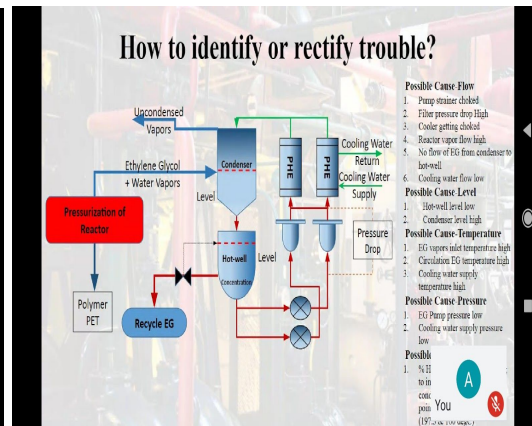 How to identify or rectify trouble?
Uncondensed
Vapors
Ethylene Glycol
+ Water Vapors
Pressurization of
Reactor
Polymer
PET
Recycle EG
Condenser
Level
Hot-well
Concentration
Level
PHE
PHE
Cooling Water
Return
Cooling Water
Supply
Pressure
Drop
Possible Cause-Flow
1. Pump strainer choked
2. Filter pressure drop High
3. Cooler getting choked
4. Reactor vapor flow high
5. No flow of EG from condenser to
hot-well
6. Cooling water flow low
Possible Cause-Level
1. Hot-well level low
2. Condenser level high
Possible Cause-Temperature
1. EG vapors inlet temperature high
2. Circulation EG temperature high
3. Cooling water supply
temperature high
Possible Cause-Pressure
1. EG Pump pressure low
2. Cooling water supply pressure
low
Possible
1. % H
to in
conc
poin
A
You